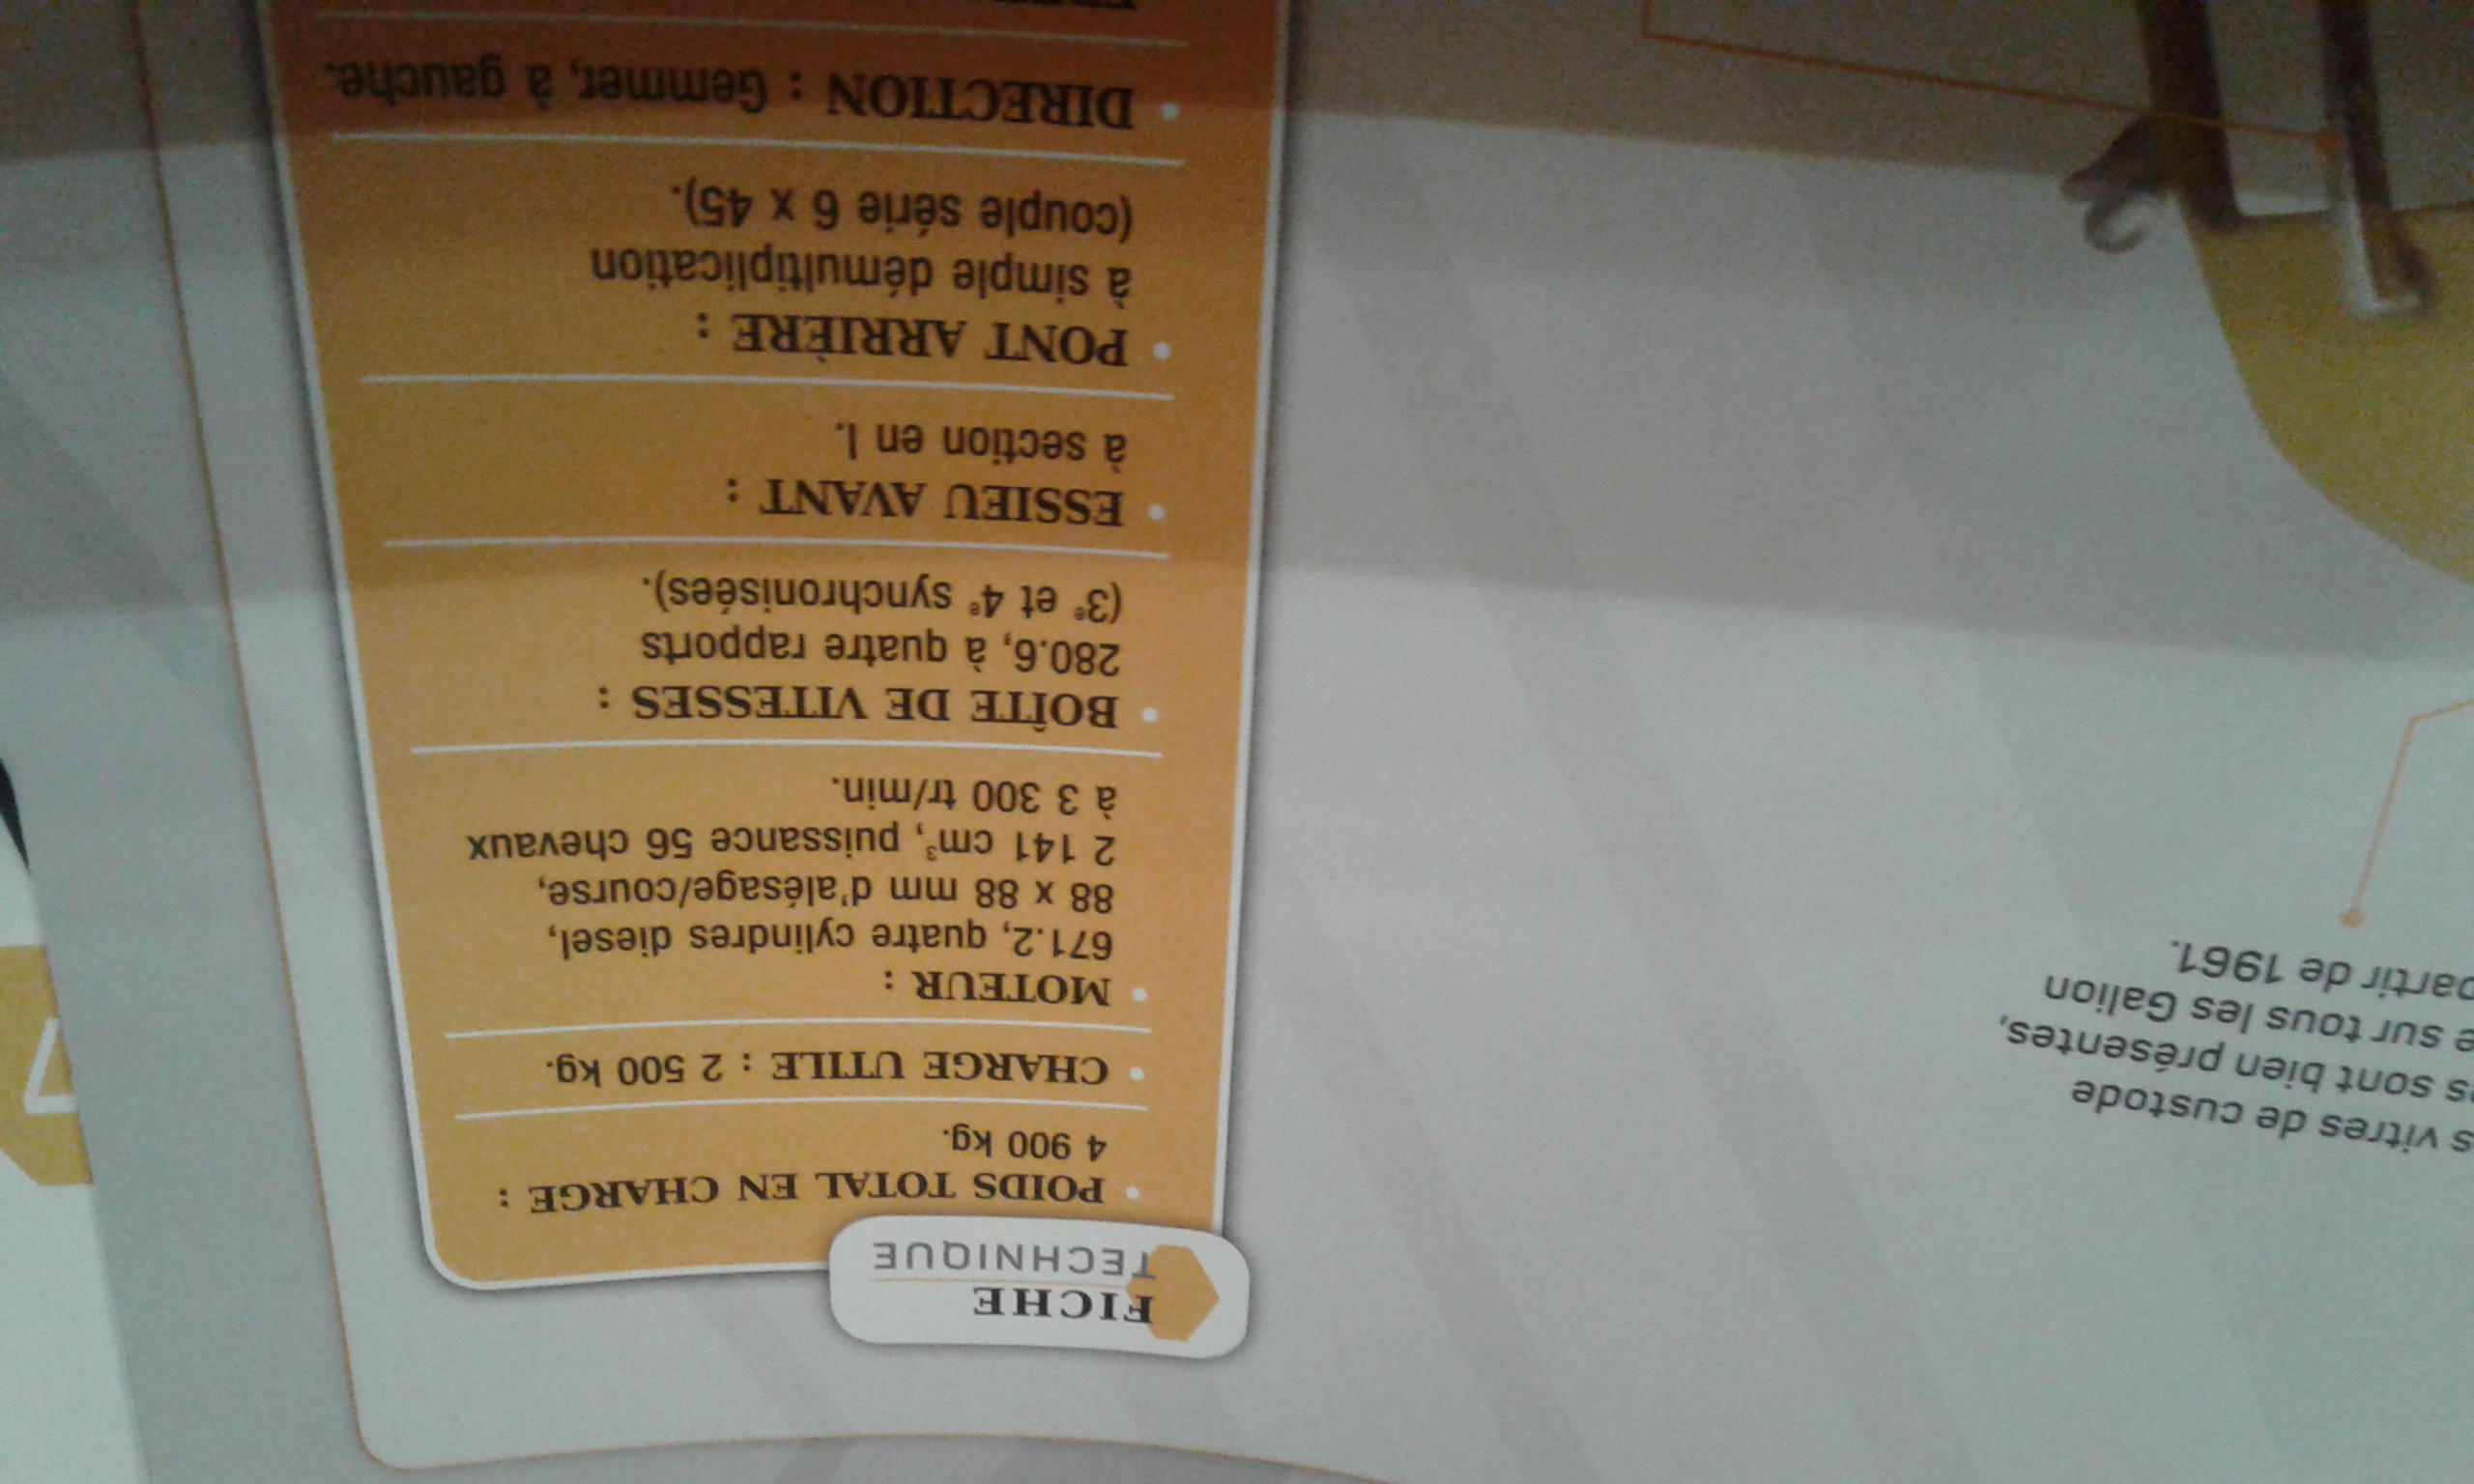 s vitres de custode
s sont bien présentes,
e sur tous les Galion
partir de 1961.
FICHE
TECHNIQUE
• POIDS TOTAL EN CHARGE :
4 900 kg.
• CHARGE UTILE : 2 500 kg.
• MOTEUR :
671.2, quatre cylindres diesel,
88 x 88 mm d'alésage/course,
2 141 cm³, puissance 56 chevaux
à 3 300 tr/min.
• BOÎTE DE VITESSES :
280.6, à quatre rapports
(3ᵉ et 4ᵉ synchronisées).
• ESSIEU AVANT :
à section en I.
• PONT ARRIÈRE :
à simple démultiplication
(couple série 6 x 45).
• DIRECTION : Gemmer, à gauche.